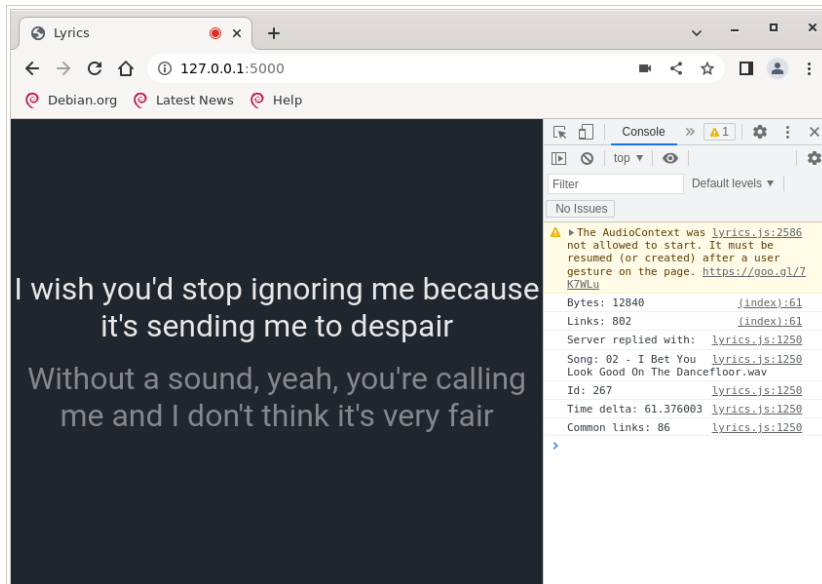 Lyrics
127.0.0.1:5000
Debian.org Latest News Help
Console 1
top
Filter Default levels
No Issues
The AudioContext was lyrics.js:2586
not allowed to start. It must be
resumed (or created) after a user
gesture on the page. https://goo.gl/7
K7WLu
Bytes: 12840 (index):61
Links: 802 (index):61
Server replied with: lyrics.js:1250
Song: 02 - I Bet You lyrics.js:1250
Look Good On The Dancefloor.wav
Id: 267 lyrics.js:1250
Time delta: 61.376003 lyrics.js:1250
Common links: 86 lyrics.js:1250
I wish you'd stop ignoring me because
it's sending me to despair
Without a sound, yeah, you're calling
me and I don't think it's very fair